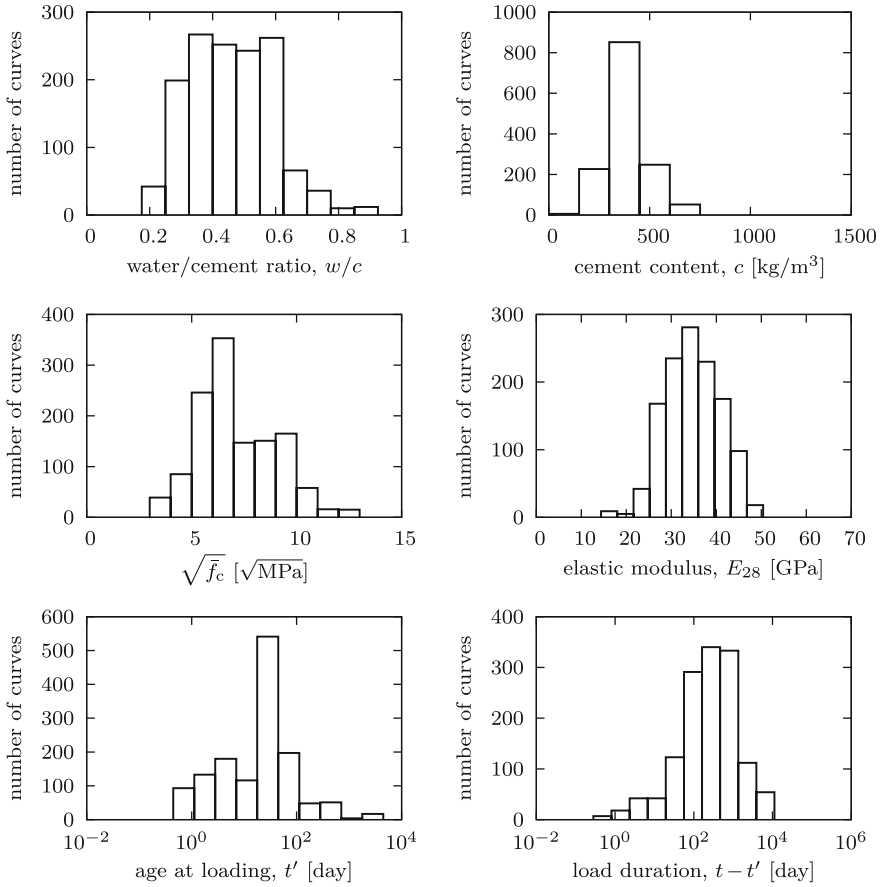 number of curves
300
200
100
0
0 0.2 0.4 0.6 0.8 1
water/cement ratio, w/c
number of curves
1000
800
600
400
200
0
0 500 1000 1500
cement content, c [kg/m³]
number of curves
400
300
200
100
0
0 5 10 15
√f̄c [√MPa]
number of curves
300
200
100
0
0 10 20 30 40 50 60 70
elastic modulus, E28 [GPa]
number of curves
600
500
400
300
200
100
0
10⁻² 10⁰ 10² 10⁴
age at loading, t′ [day]
number of curves
400
300
200
100
0
10⁻² 10⁰ 10² 10⁴ 10⁶
load duration, t − t′ [day]